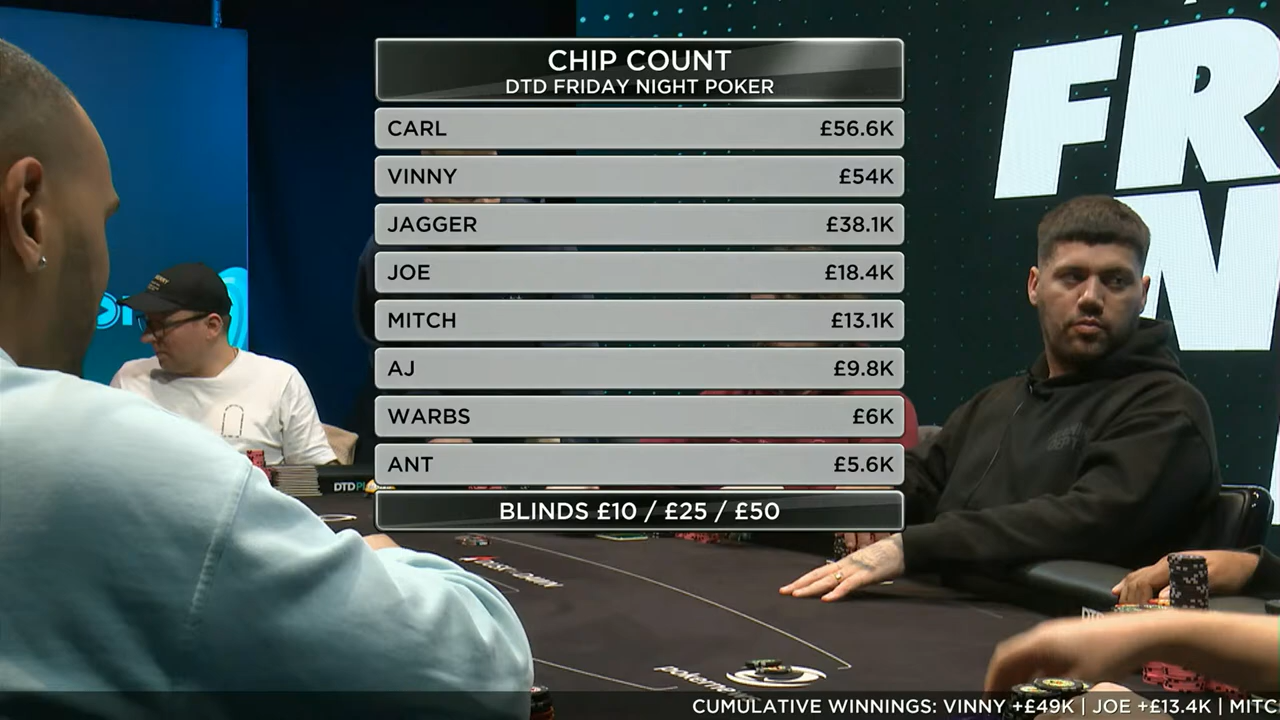 CHIP COUNT
DTD FRIDAY NIGHT POKER
CARL £56.6K
VINNY £54K
JAGGER £38.1K
JOE £18.4K
MITCH £13.1K
AJ £9.8K
WARBS £6K
ANT £5.6K
BLINDS £10 / £25 / £50
FR
N
DTD
CUMULATIVE WINNINGS: VINNY +£49K | JOE +£13.4K | MITC